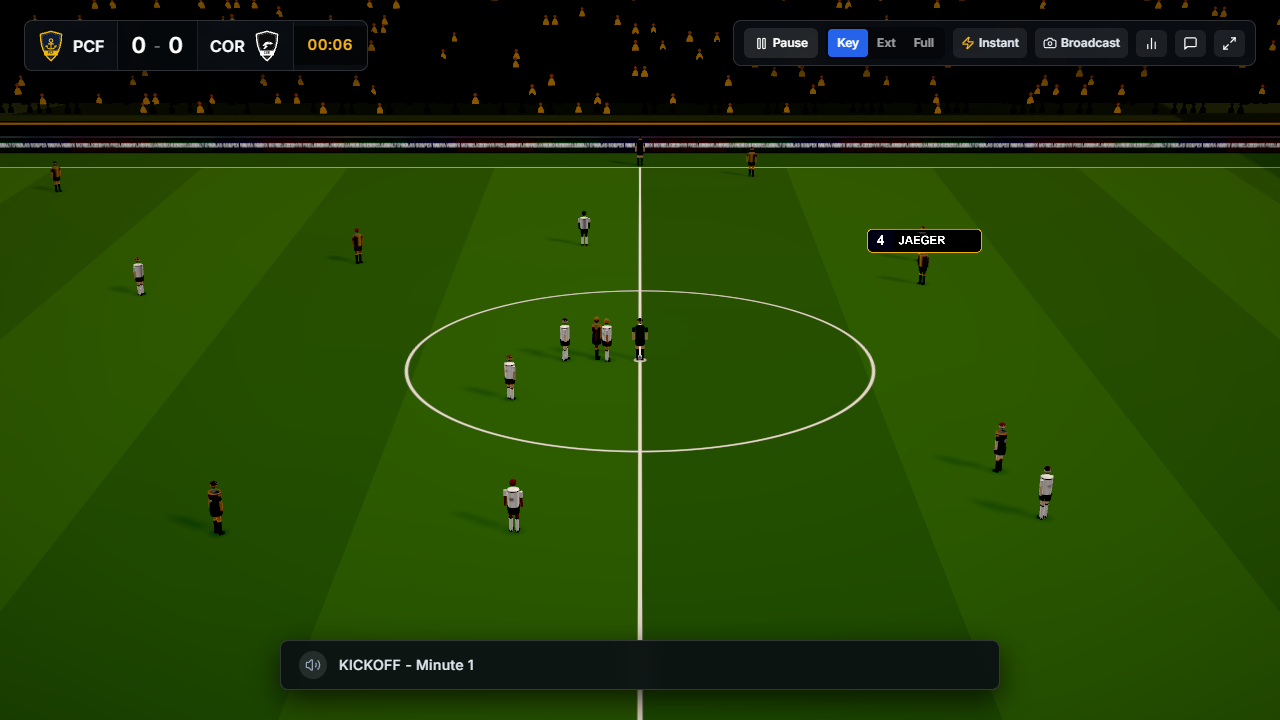 PCF 0 - 0 COR 00:06
Pause Key Ext Full Instant Broadcast
4 JAEGER
KICKOFF - Minute 1